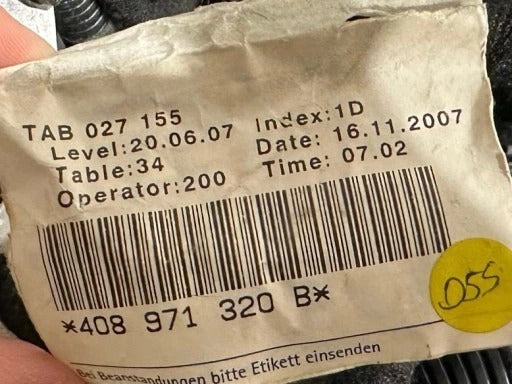 TAB 027 155
Index:1D
Level:20.06.07
Date: 16.11.2007
Table:34
Time: 07.02
Operator:200
*408 971 320 B*
D55
Bei Beanstandungen bitte Etikett einsenden